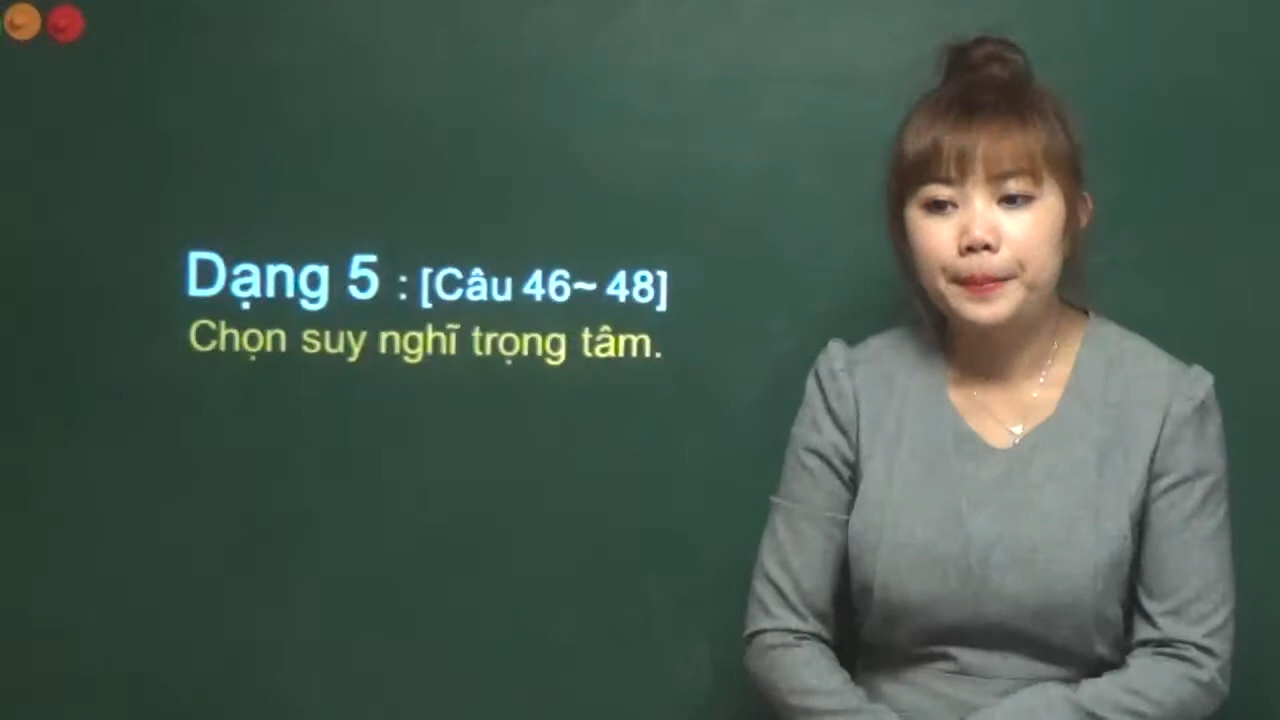 Dạng 5 : [Câu 46~ 48]
Chọn suy nghĩ trọng tâm.